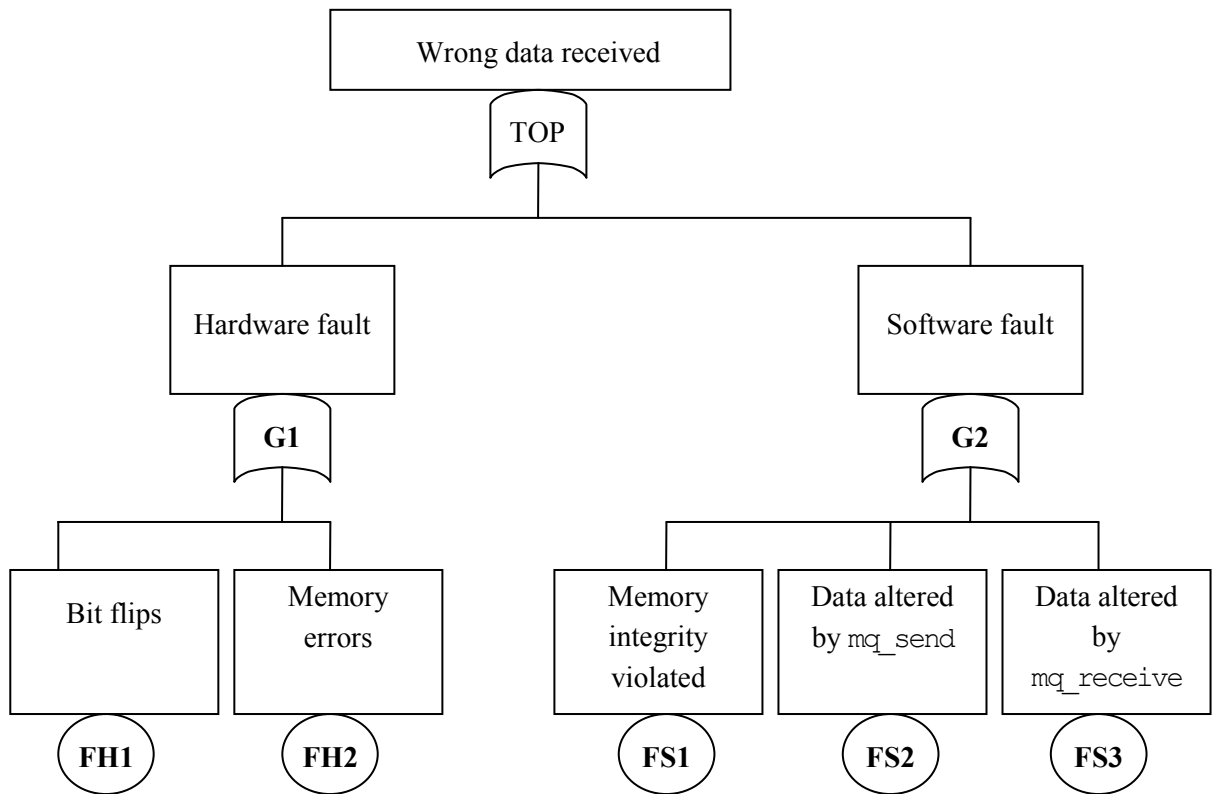 Wrong data received
TOP
Hardware fault
Software fault
G1
G2
Bit flips
Memory
errors
Memory
integrity
violated
Data altered
by mq_send
Data altered
by
mq_receive
FH1
FH2
FS1
FS2
FS3